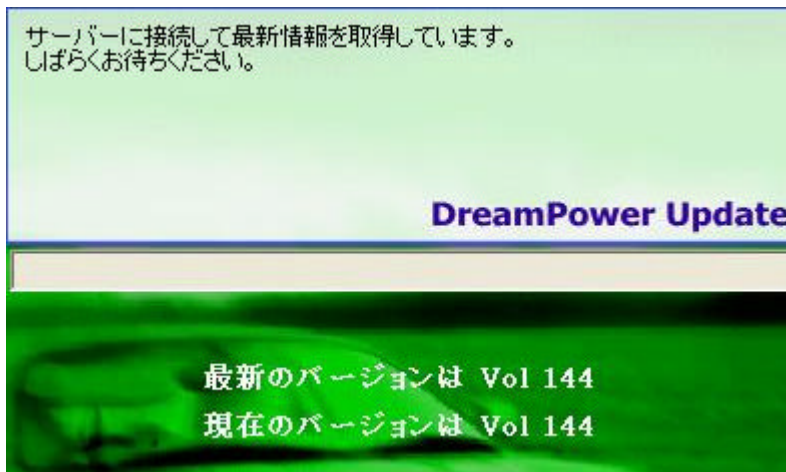 サーバーに接続して最新情報を取得しています。
しばらくお待ちください。
DreamPower Update
最新のバージョンは Vol 144
現在のバージョンは Vol 144